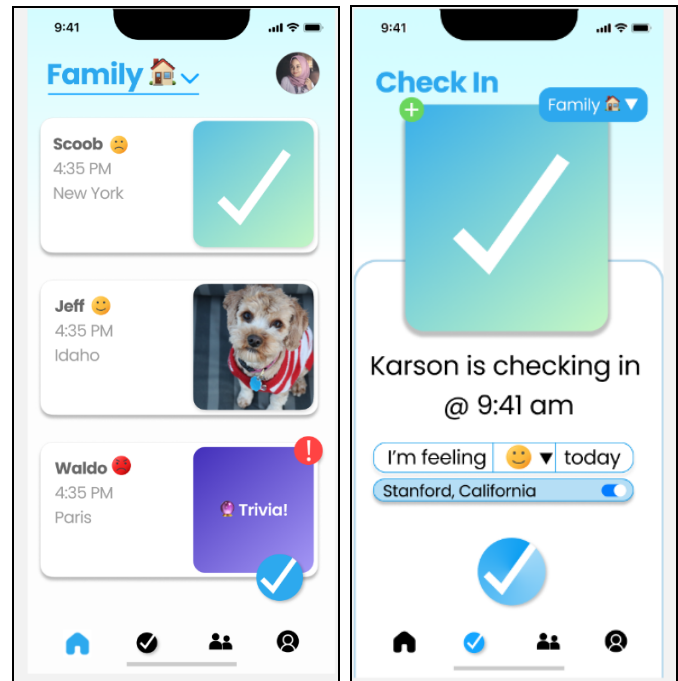 9:41
Family 🏠
Scoob 🙁
4:35 PM
New York
Jeff 🙂
4:35 PM
Idaho
Waldo 😡
4:35 PM
Paris
!
🔮 Trivia!
9:41
Check In
Family 🏠 ▼
Karson is checking in
@ 9:41 am
I'm feeling 🙂 ▼ today
Stanford, California